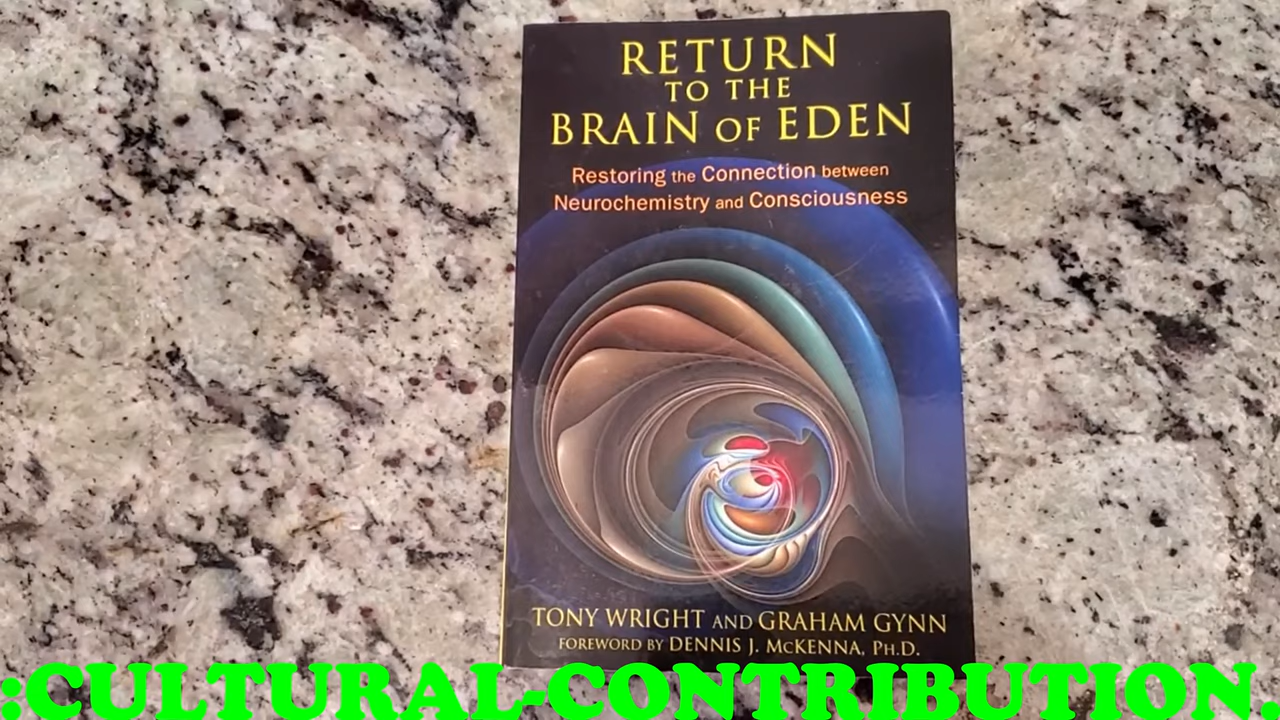 RETURN
TO THE
BRAIN OF EDEN
Restoring the Connection between
Neurochemistry and Consciousness
TONY WRIGHT AND GRAHAM GYNN
FOREWORD BY DENNIS J. MCKENNA, PH.D.
:CULTURAL-CONTRIBUTION.